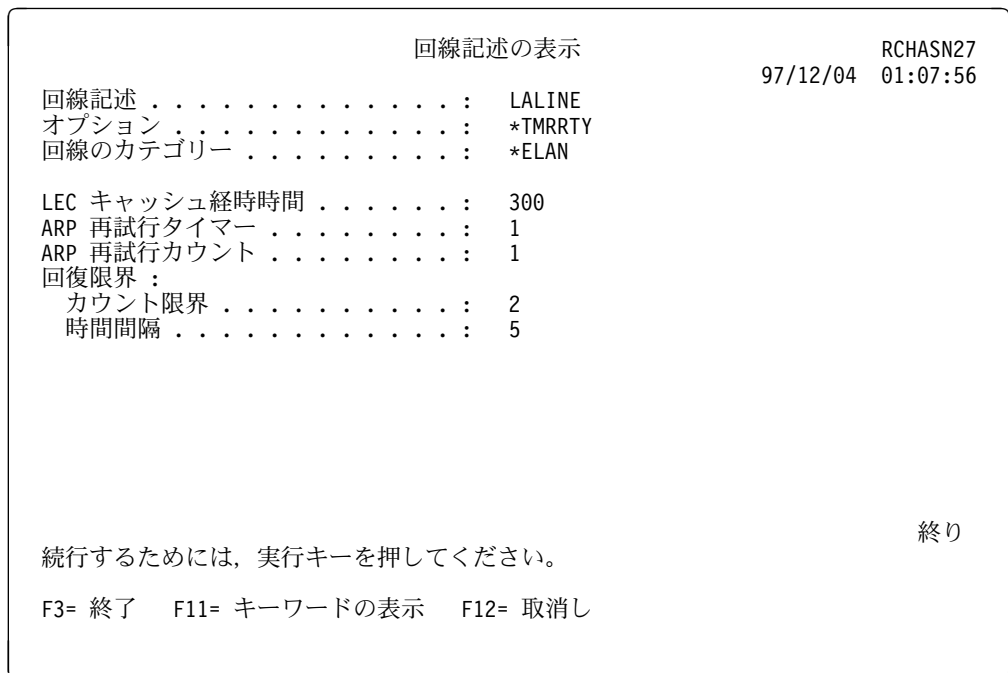 回線記述の表示 RCHASN27
97/12/04 01:07:56
回線記述 . . . . . . . . . . . . . . : LALINE
オプション . . . . . . . . . . . . . : *TMRRTY
回線のカテゴリー . . . . . . . . . . : *ELAN
LEC キャッシュ経時時間 . . . . . . . : 300
ARP 再試行タイマー . . . . . . . . . : 1
ARP 再試行カウント . . . . . . . . . : 1
回復限界 :
カウント限界 . . . . . . . . . . . : 2
時間間隔 . . . . . . . . . . . . . : 5
終り
続行するためには, 実行キーを押してください。
F3= 終了 F11= キーワードの表示 F12= 取消し